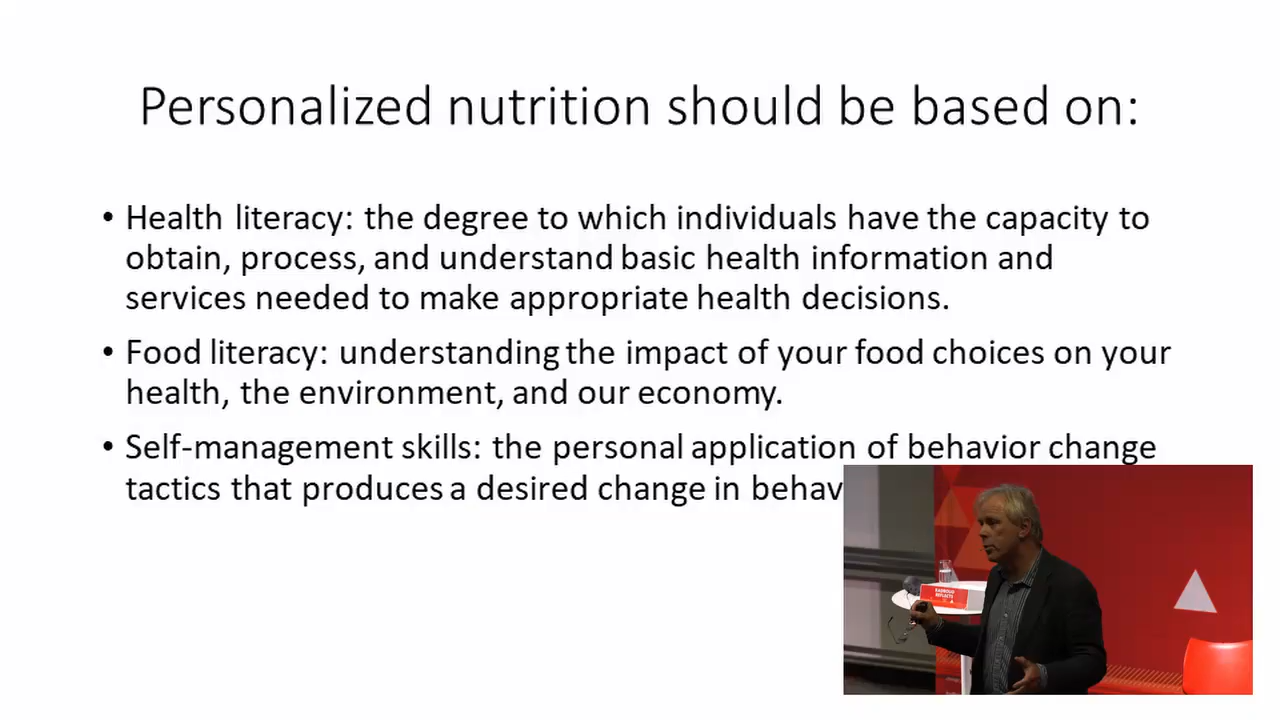 Personalized nutrition should be based on:
• Health literacy: the degree to which individuals have the capacity to
obtain, process, and understand basic health information and
services needed to make appropriate health decisions.
• Food literacy: understanding the impact of your food choices on your
health, the environment, and our economy.
• Self-management skills: the personal application of behavior change
tactics that produces a desired change in behav
RADBOUD
REFLECTS